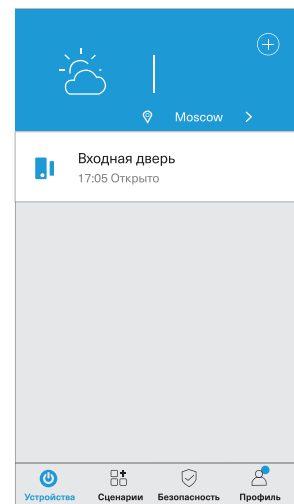 Moscow
Входная дверь
17:05 Открыто
Устройства Сценарии Безопасность Профиль